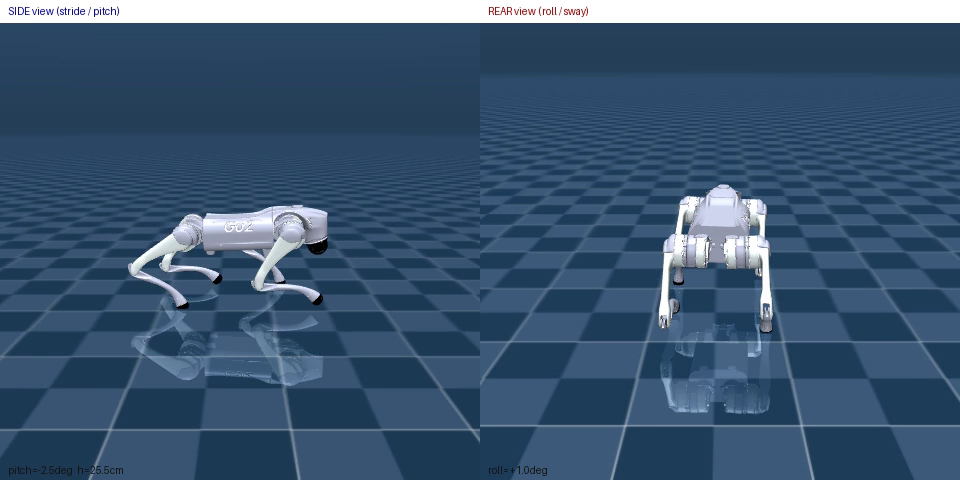 SIDE view (stride / pitch)
REAR view (roll / sway)
GO2
pitch=-2.5deg h=25.5cm
roll=+1.0deg